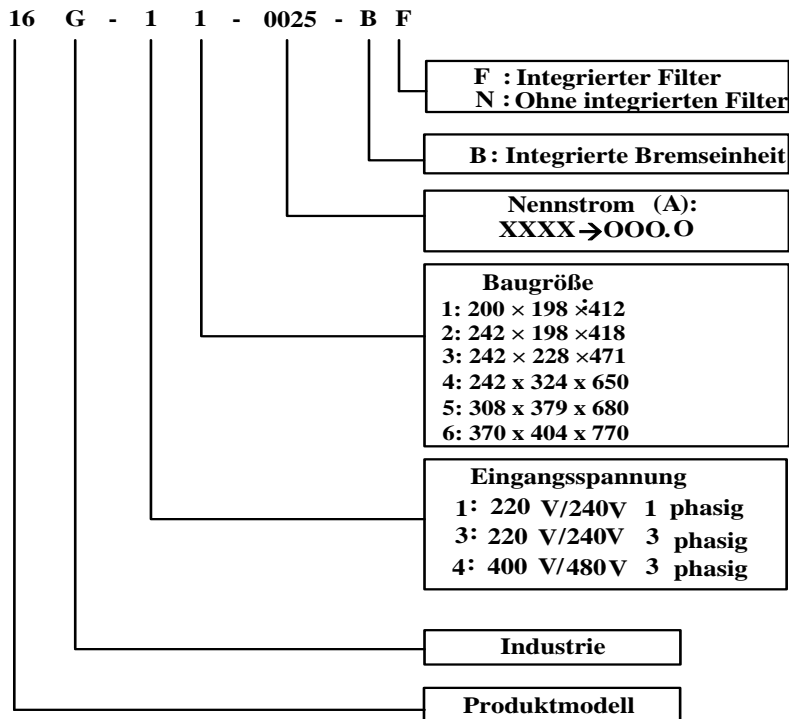 16 G - 1 1 - 0025 - B F
F : Integrierter Filter
N : Ohne integrierten Filter
B: Integrierte Bremseinheit
Nennstrom (A):
XXXX→OOO.O
Baugröße
1: 200 × 198 ×412
2: 242 × 198 ×418
3: 242 × 228 ×471
4: 242 x 324 x 650
5: 308 x 379 x 680
6: 370 x 404 x 770
Eingangsspannung
1: 220 V/240V 1 phasig
3: 220 V/240V 3 phasig
4: 400 V/480V 3 phasig
Industrie
Produktmodell